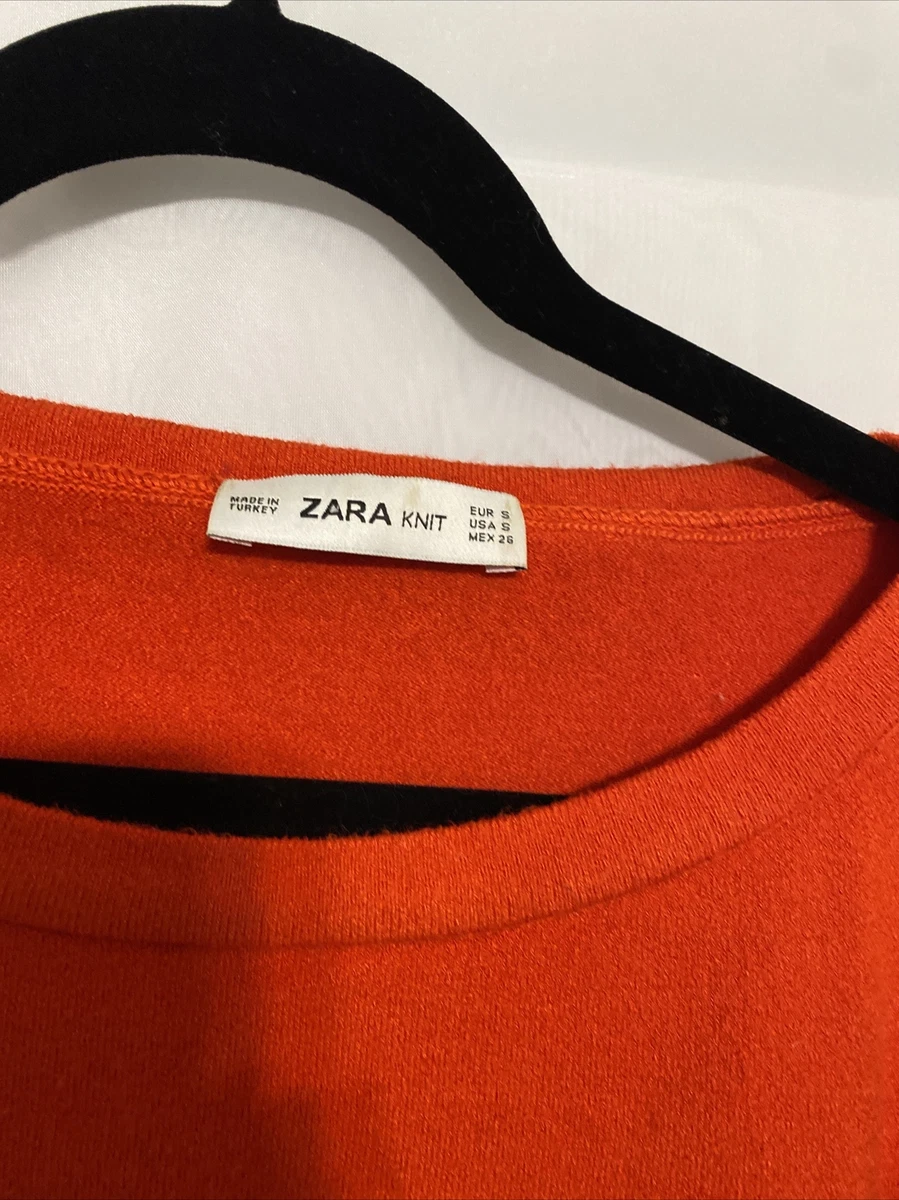 MADE IN
TURKEY
ZARA KNIT
EUR S
USA S
MEX 26